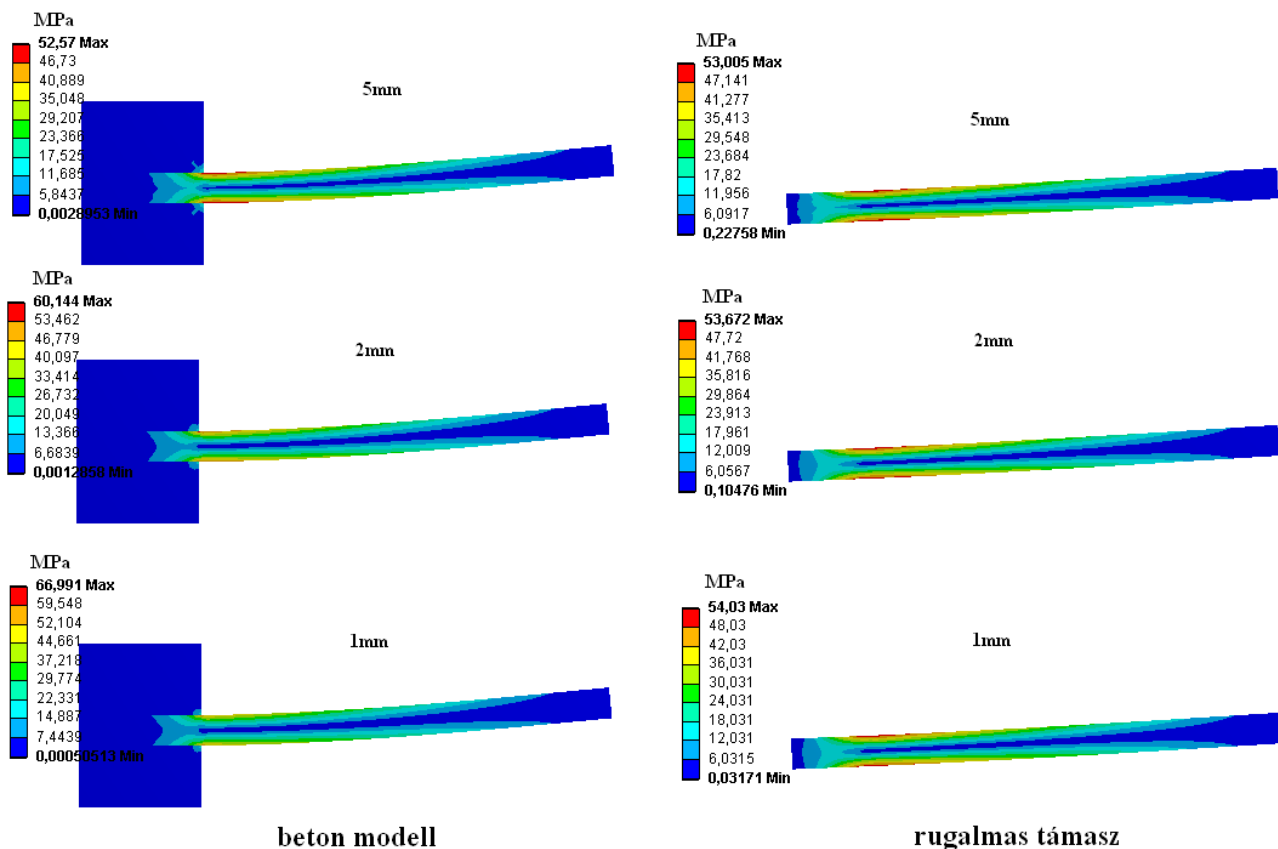 MPa
52,57 Max
46,73
40,889
35,048
29,207
23,366
17,525
11,685
5,8437
0,0028953 Min
5mm
MPa
53,005 Max
47,141
41,277
35,413
29,548
23,684
17,82
11,956
6,0917
0,22758 Min
5mm
MPa
60,144 Max
53,462
46,779
40,097
33,414
26,732
20,049
13,366
6,6839
0,0012858 Min
2mm
MPa
53,672 Max
47,72
41,768
35,816
29,864
23,913
17,961
12,009
6,0567
0,10476 Min
2mm
MPa
66,991 Max
59,548
52,104
44,661
37,218
29,774
22,331
14,887
7,4439
0,00050513 Min
1mm
MPa
54,03 Max
48,03
42,03
36,031
30,031
24,031
18,031
12,031
6,0315
0,03171 Min
1mm
beton modell
rugalmas támasz